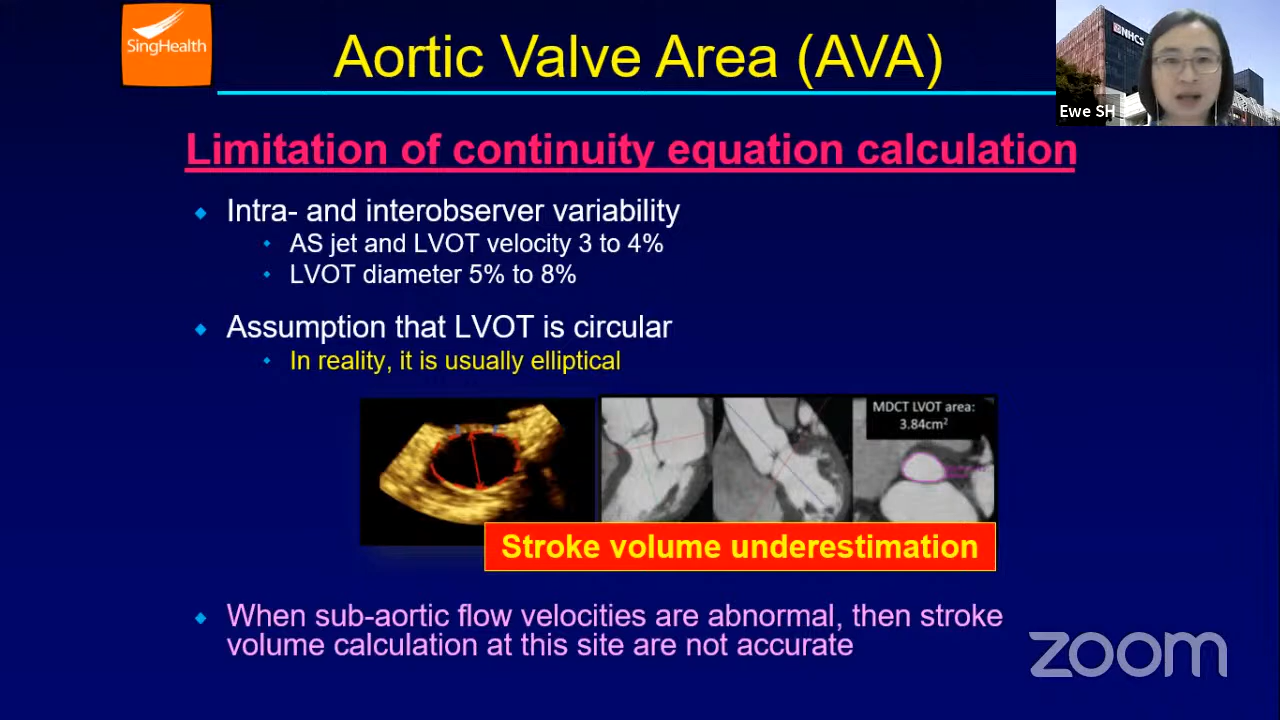 SingHealth
Aortic Valve Area (AVA)
NHCS
Ewe SH
Limitation of continuity equation calculation
Intra- and interobserver variability
AS jet and LVOT velocity 3 to 4%
LVOT diameter 5% to 8%
Assumption that LVOT is circular
In reality, it is usually elliptical
MDCT LVOT area:
3.84cm²
Stroke volume underestimation
When sub-aortic flow velocities are abnormal, then stroke
volume calculation at this site are not accurate
zoom